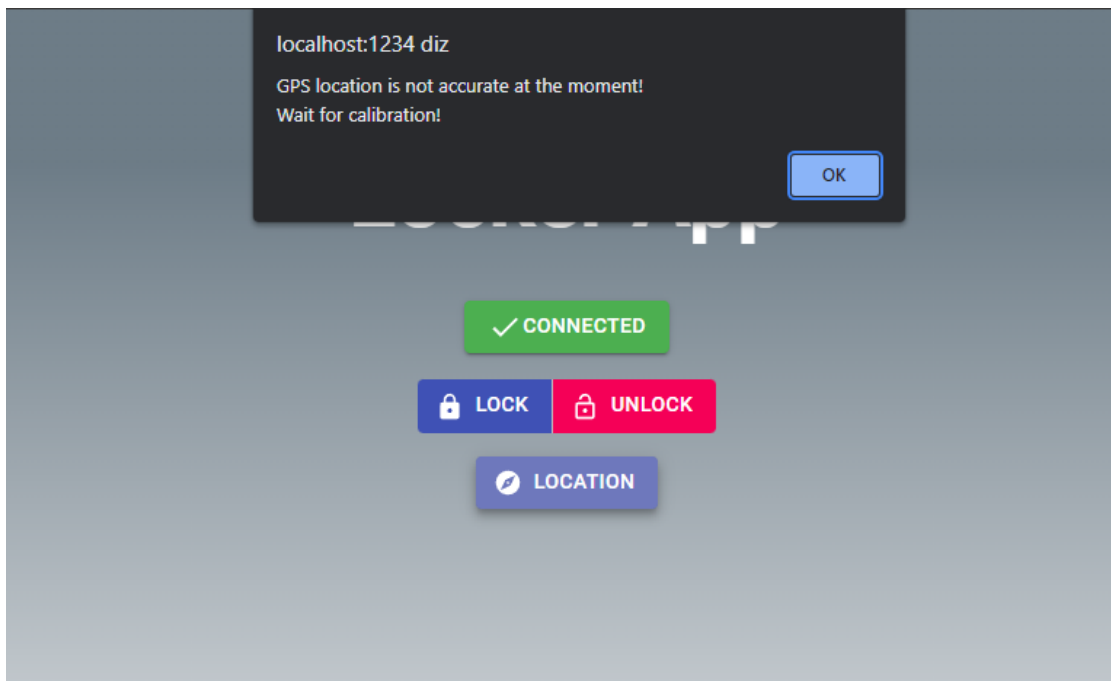 localhost:1234 diz
GPS location is not accurate at the moment!
Wait for calibration!
OK
App
CONNECTED
LOCK UNLOCK
LOCATION